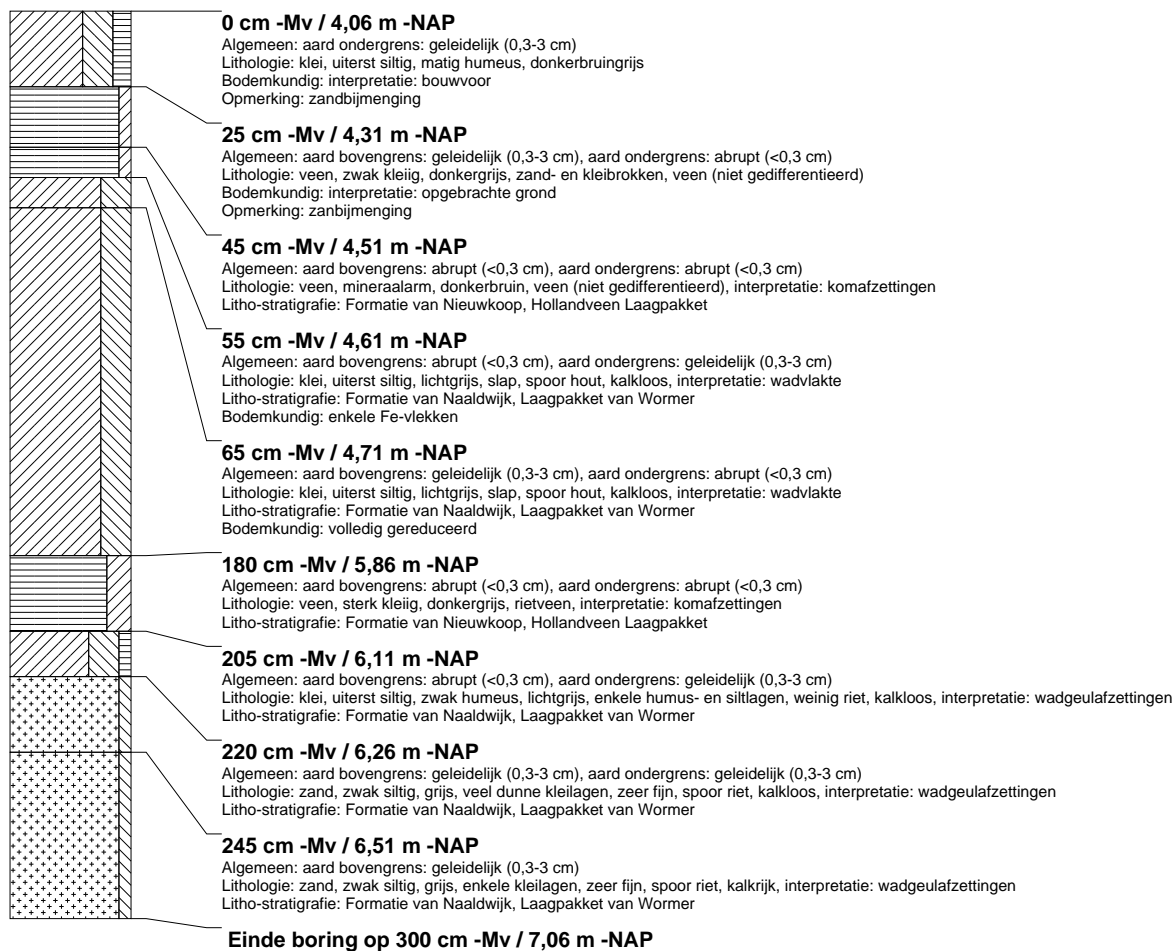 0 cm -Mv / 4,06 m -NAP
Algemeen: aard ondergrens: geleidelijk (0,3-3 cm)
Lithologie: klei, uiterst siltig, matig humeus, donkerbruingrijs
Bodemkundig: interpretatie: bouwvoor
Opmerking: zandbijmenging
25 cm -Mv / 4,31 m -NAP
Algemeen: aard bovengrens: geleidelijk (0,3-3 cm), aard ondergrens: abrupt (<0,3 cm)
Lithologie: veen, zwak kleiig, donkergrijs, zand- en kleibrokken, veen (niet gedifferentieerd)
Bodemkundig: interpretatie: opgebrachte grond
Opmerking: zanbijmenging
45 cm -Mv / 4,51 m -NAP
Algemeen: aard bovengrens: abrupt (<0,3 cm), aard ondergrens: abrupt (<0,3 cm)
Lithologie: veen, mineraalarm, donkerbruin, veen (niet gedifferentieerd), interpretatie: komafzettingen
Litho-stratigrafie: Formatie van Nieuwkoop, Hollandveen Laagpakket
55 cm -Mv / 4,61 m -NAP
Algemeen: aard bovengrens: abrupt (<0,3 cm), aard ondergrens: geleidelijk (0,3-3 cm)
Lithologie: klei, uiterst siltig, lichtgrijs, slap, spoor hout, kalkloos, interpretatie: wadvlakte
Litho-stratigrafie: Formatie van Naaldwijk, Laagpakket van Wormer
Bodemkundig: enkele Fe-vlekken
65 cm -Mv / 4,71 m -NAP
Algemeen: aard bovengrens: geleidelijk (0,3-3 cm), aard ondergrens: abrupt (<0,3 cm)
Lithologie: klei, uiterst siltig, lichtgrijs, slap, spoor hout, kalkloos, interpretatie: wadvlakte
Litho-stratigrafie: Formatie van Naaldwijk, Laagpakket van Wormer
Bodemkundig: volledig gereduceerd
180 cm -Mv / 5,86 m -NAP
Algemeen: aard bovengrens: abrupt (<0,3 cm), aard ondergrens: abrupt (<0,3 cm)
Lithologie: veen, sterk kleiig, donkergrijs, rietveen, interpretatie: komafzettingen
Litho-stratigrafie: Formatie van Nieuwkoop, Hollandveen Laagpakket
205 cm -Mv / 6,11 m -NAP
Algemeen: aard bovengrens: abrupt (<0,3 cm), aard ondergrens: geleidelijk (0,3-3 cm)
Lithologie: klei, uiterst siltig, zwak humeus, lichtgrijs, enkele humus- en siltlagen, weinig riet, kalkloos, interpretatie: wadgeulafzettingen
Litho-stratigrafie: Formatie van Naaldwijk, Laagpakket van Wormer
220 cm -Mv / 6,26 m -NAP
Algemeen: aard bovengrens: geleidelijk (0,3-3 cm), aard ondergrens: geleidelijk (0,3-3 cm)
Lithologie: zand, zwak siltig, grijs, veel dunne kleilagen, zeer fijn, spoor riet, kalkloos, interpretatie: wadgeulafzettingen
Litho-stratigrafie: Formatie van Naaldwijk, Laagpakket van Wormer
245 cm -Mv / 6,51 m -NAP
Algemeen: aard bovengrens: geleidelijk (0,3-3 cm)
Lithologie: zand, zwak siltig, grijs, enkele kleilagen, zeer fijn, spoor riet, kalkrijk, interpretatie: wadgeulafzettingen
Litho-stratigrafie: Formatie van Naaldwijk, Laagpakket van Wormer
Einde boring op 300 cm -Mv / 7,06 m -NAP